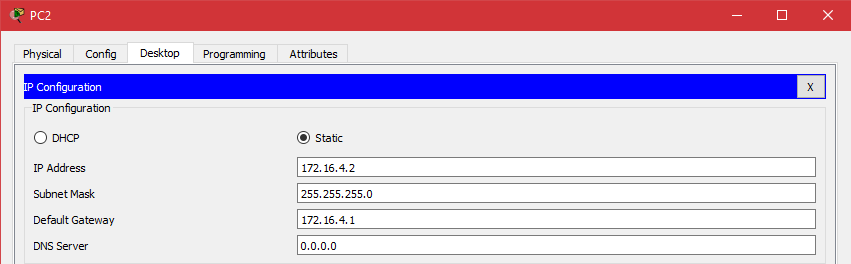 PC2
Physical Config Desktop Programming Attributes
IP Configuration X
IP Configuration
DHCP Static
IP Address 172.16.4.2
Subnet Mask 255.255.255.0
Default Gateway 172.16.4.1
DNS Server 0.0.0.0